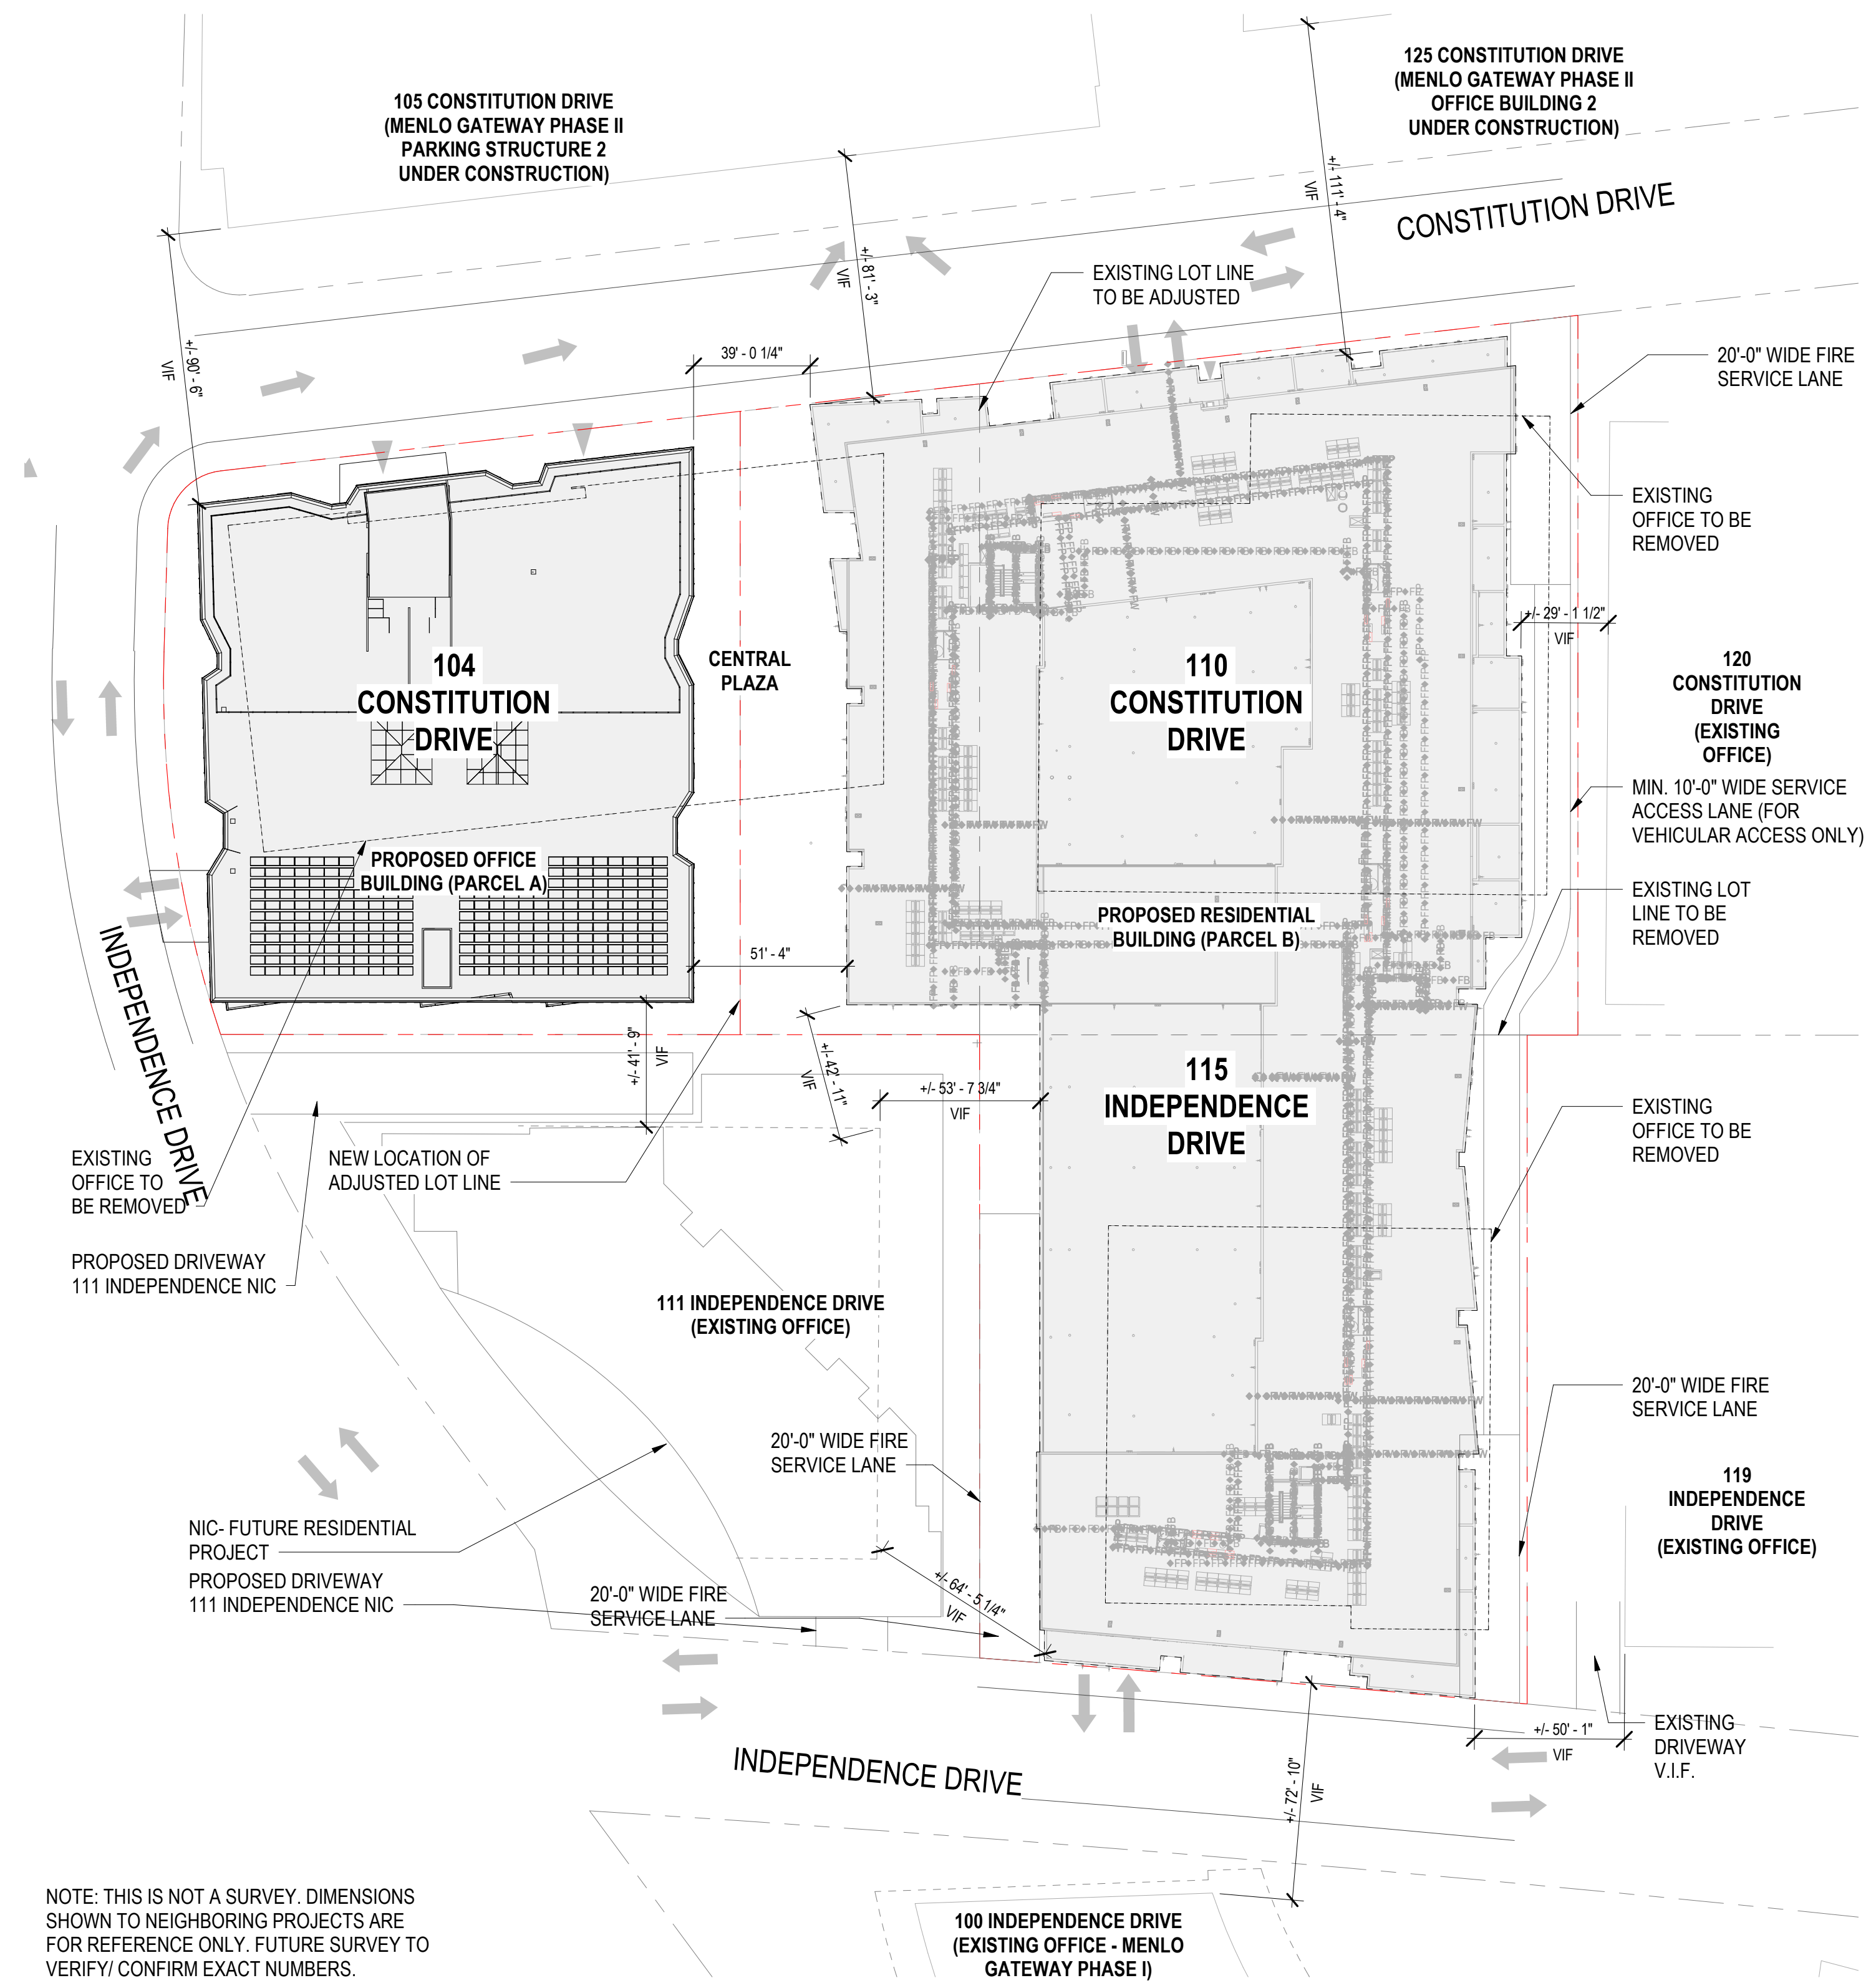 125 CONSTITUTION DRIVE
(MENLO GATEWAY PHASE II
OFFICE BUILDING 2
UNDER CONSTRUCTION)
105 CONSTITUTION DRIVE
(MENLO GATEWAY PHASE II
PARKING STRUCTURE 2
UNDER CONSTRUCTION)
+/- 111' - 4"
VIF
CONSTITUTION DRIVE
+/- 81' - 3"
VIF
EXISTING LOT LINE
TO BE ADJUSTED
+/- 90' - 6"
VIF
39' - 0 1/4"
20'-0" WIDE FIRE
SERVICE LANE
EXISTING
OFFICE TO BE
REMOVED
+/- 29' - 1 1/2"
VIF
104
CONSTITUTION
DRIVE
CENTRAL
PLAZA
110
CONSTITUTION
DRIVE
120
CONSTITUTION
DRIVE
(EXISTING
OFFICE)
MIN. 10'-0" WIDE SERVICE
ACCESS LANE (FOR
VEHICULAR ACCESS ONLY)
PROPOSED OFFICE
BUILDING (PARCEL A)
EXISTING LOT
LINE TO BE
REMOVED
PROPOSED RESIDENTIAL
BUILDING (PARCEL B)
51' - 4"
INDEPENDENCE DRIVE
+/- 41' - 9"
VIF
+/- 42' - 11"
VIF
+/- 53' - 7 3/4"
VIF
115
INDEPENDENCE
DRIVE
EXISTING
OFFICE TO BE
REMOVED
EXISTING
OFFICE TO
BE REMOVED
NEW LOCATION OF
ADJUSTED LOT LINE
PROPOSED DRIVEWAY
111 INDEPENDENCE NIC
111 INDEPENDENCE DRIVE
(EXISTING OFFICE)
20'-0" WIDE FIRE
SERVICE LANE
20'-0" WIDE FIRE
SERVICE LANE
119
INDEPENDENCE
DRIVE
(EXISTING OFFICE)
NIC- FUTURE RESIDENTIAL
PROJECT
PROPOSED DRIVEWAY
111 INDEPENDENCE NIC
20'-0" WIDE FIRE
SERVICE LANE
+/- 64' - 5 1/4"
VIF
+/- 50' - 1"
VIF
EXISTING
DRIVEWAY
V.I.F.
INDEPENDENCE DRIVE
+/- 72' - 10"
VIF
NOTE: THIS IS NOT A SURVEY. DIMENSIONS
SHOWN TO NEIGHBORING PROJECTS ARE
FOR REFERENCE ONLY. FUTURE SURVEY TO
VERIFY/ CONFIRM EXACT NUMBERS.
100 INDEPENDENCE DRIVE
(EXISTING OFFICE - MENLO
GATEWAY PHASE I)